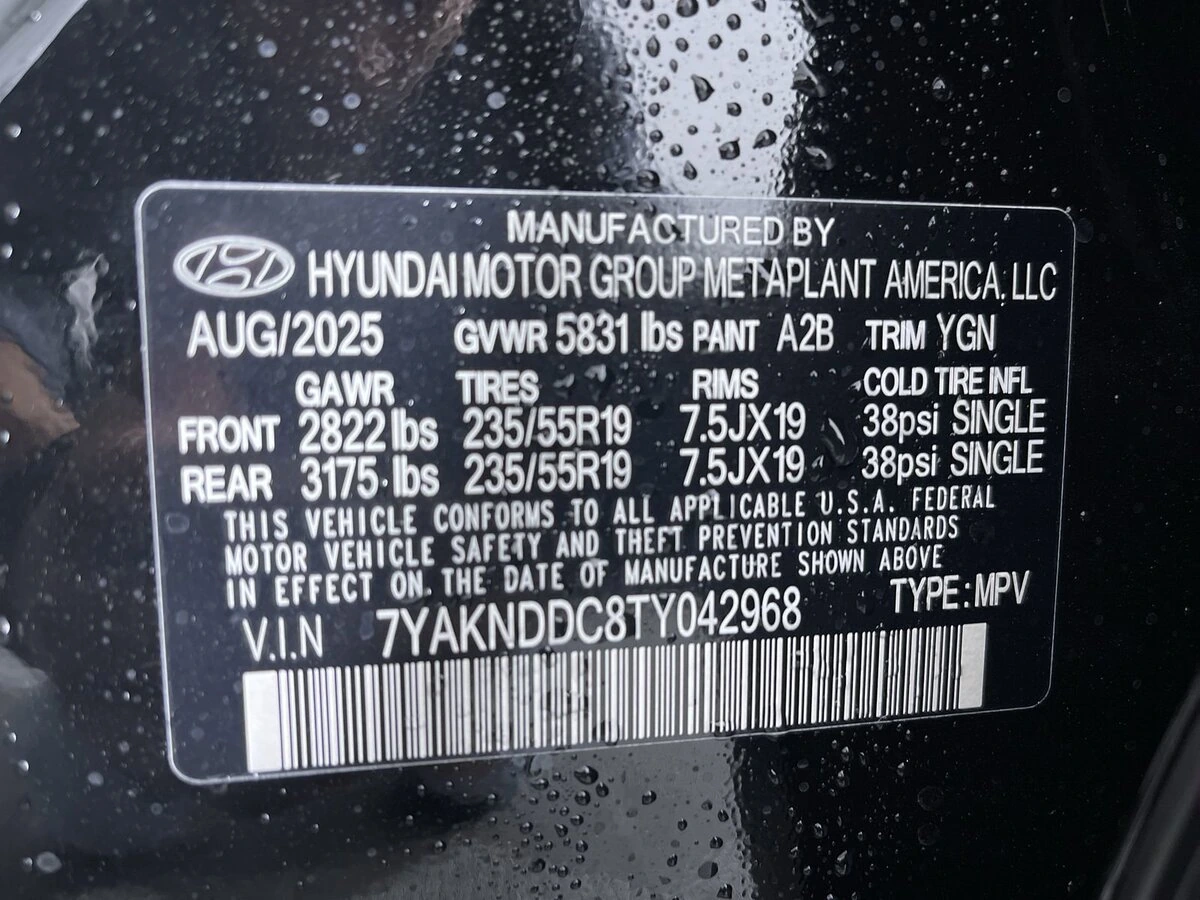 MANUFACTURED BY
HYUNDAI MOTOR GROUP METAPLANT AMERICA, LLC
AUG/2025 GVWR 5831 lbs PAINT A2B TRIM YGN
GAWR TIRES RIMS COLD TIRE INFL
FRONT 2822 lbs 235/55R19 7.5JX19 38psi SINGLE
REAR 3175 lbs 235/55R19 7.5JX19 38psi SINGLE
THIS VEHICLE CONFORMS TO ALL APPLICABLE U.S.A. FEDERAL
MOTOR VEHICLE SAFETY AND THEFT PREVENTION STANDARDS
IN EFFECT ON THE DATE OF MANUFACTURE SHOWN ABOVE
V.I.N 7YAKNDDC8TY042968 TYPE: MPV